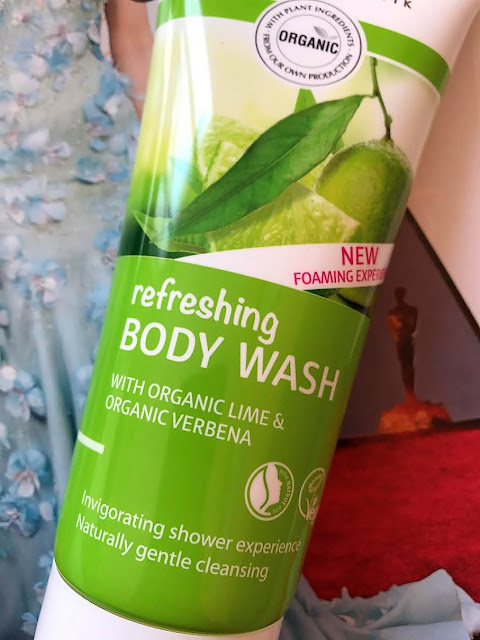 WITH PLANT INGREDIENTS
ORGANIC
FROM OUR OWN PRODUCTION
NEW
FOAMING
refreshing
BODY WASH
WITH ORGANIC LIME &
ORGANIC VERBENA
Invigorating shower experience
Naturally gentle cleansing